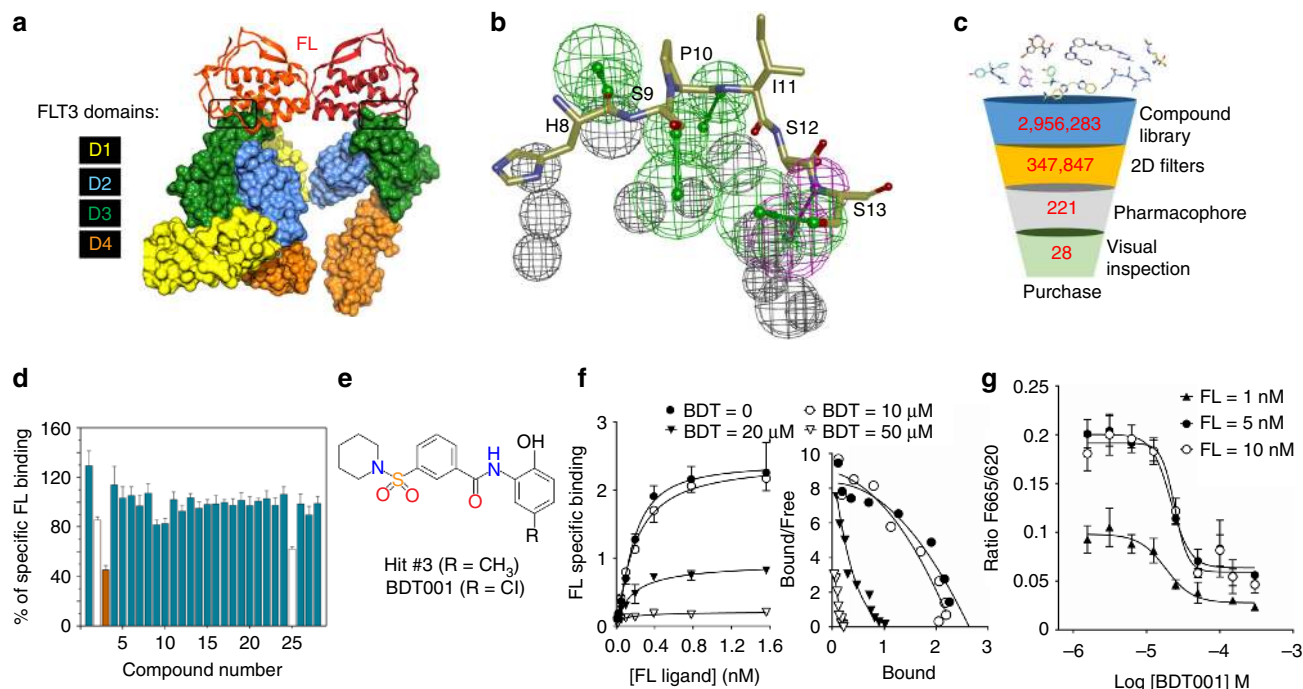 a
FL
FLT3 domains:
D1
D2
D3
D4
b
H8
S9
P10
I11
S12
S13
c
2,956,283
Compound library
347,847
2D filters
221
Pharmacophore
28
Visual inspection
Purchase
d
% of specific FL binding
160
120
80
40
0
5
10
15
20
25
Compound number
e
N
S
O
O
O
H
N
OH
R
Hit #3 (R = CH3)
BDT001 (R = Cl)
f
BDT = 0
BDT = 10 μM
BDT = 20 μM
BDT = 50 μM
FL specific binding
3
2
1
0
0.0
0.4
0.8
1.2
1.6
[FL ligand] (nM)
Bound/Free
10
8
6
4
2
0
0
1
2
3
Bound
g
FL = 1 nM
FL = 5 nM
FL = 10 nM
Ratio F665/620
0.25
0.2
0.15
0.1
0.05
0
–6
–5
–4
–3
Log [BDT001] M